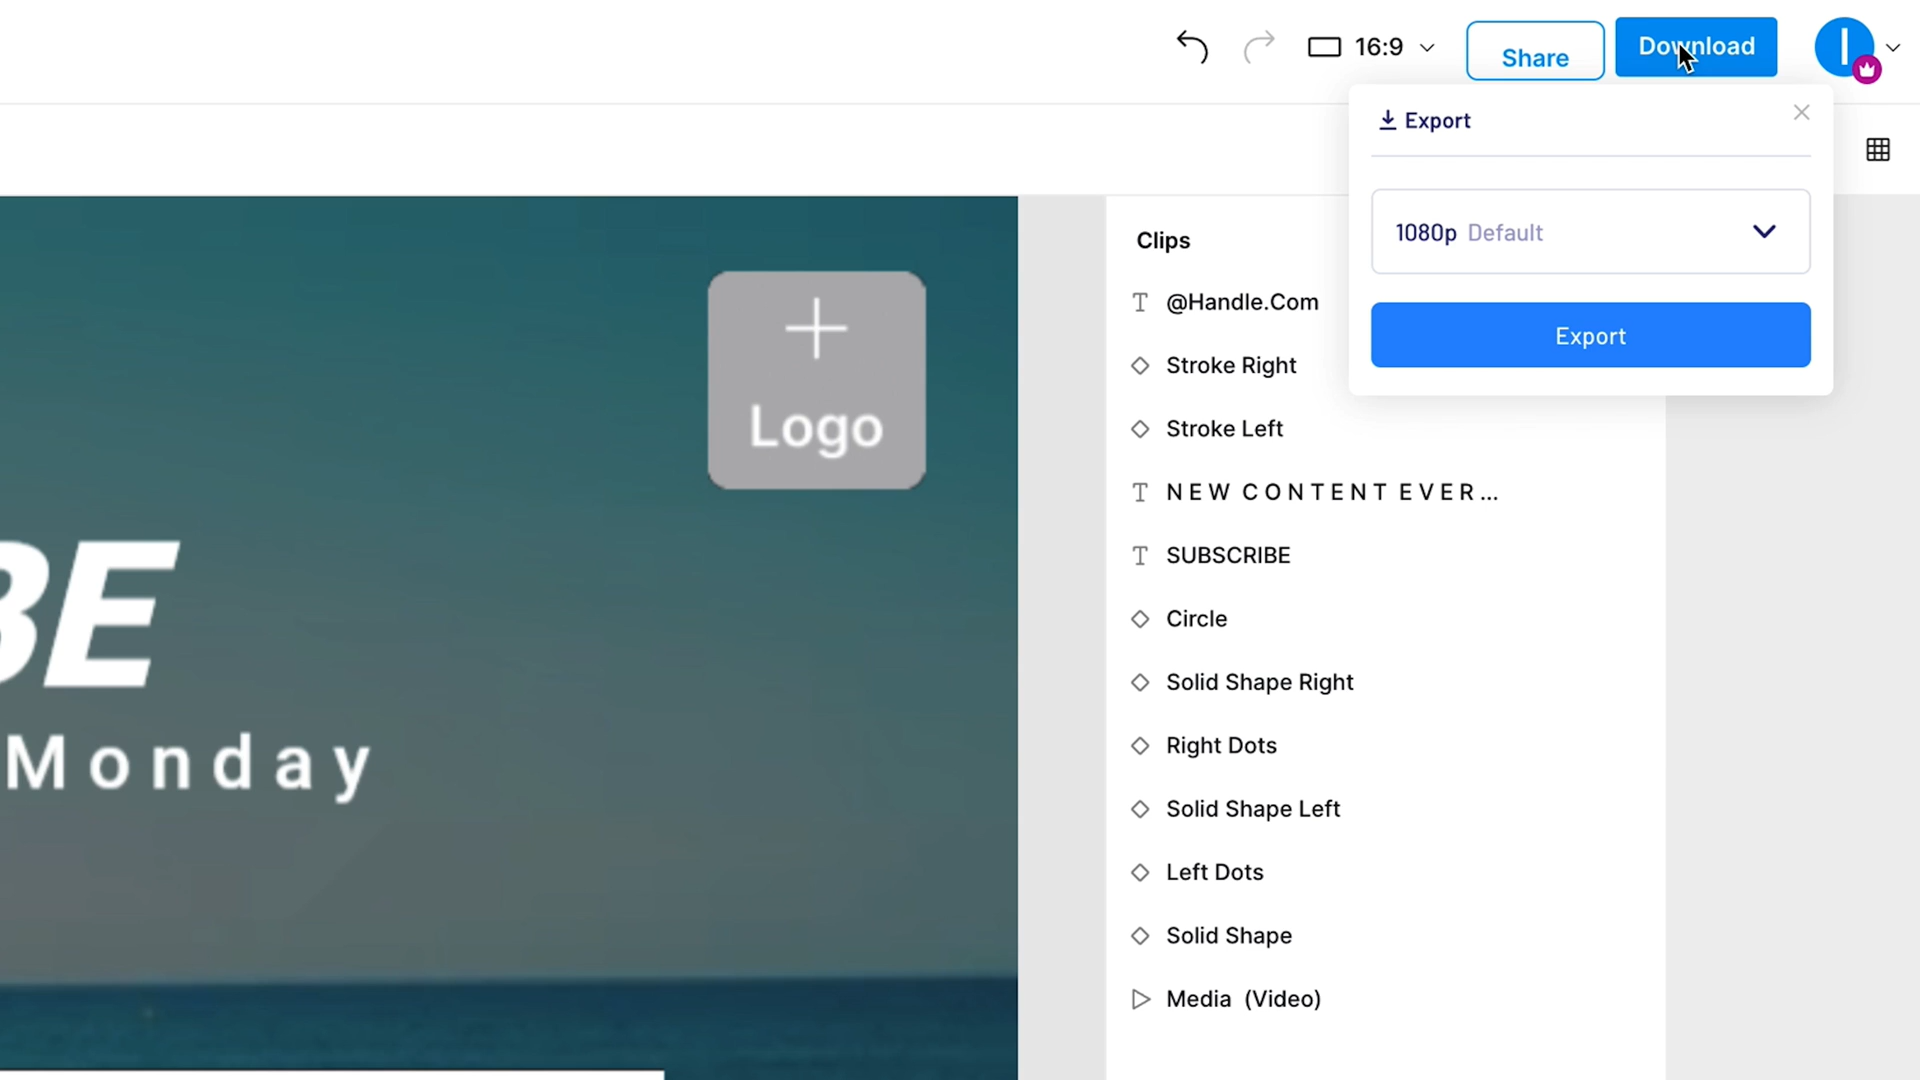 16:9
Share
Download
Export
1080p Default
Export
Logo
BE
Monday
Clips
@Handle.Com
Stroke Right
Stroke Left
NEW CONTENT EVER...
SUBSCRIBE
Circle
Solid Shape Right
Right Dots
Solid Shape Left
Left Dots
Solid Shape
Media (Video)